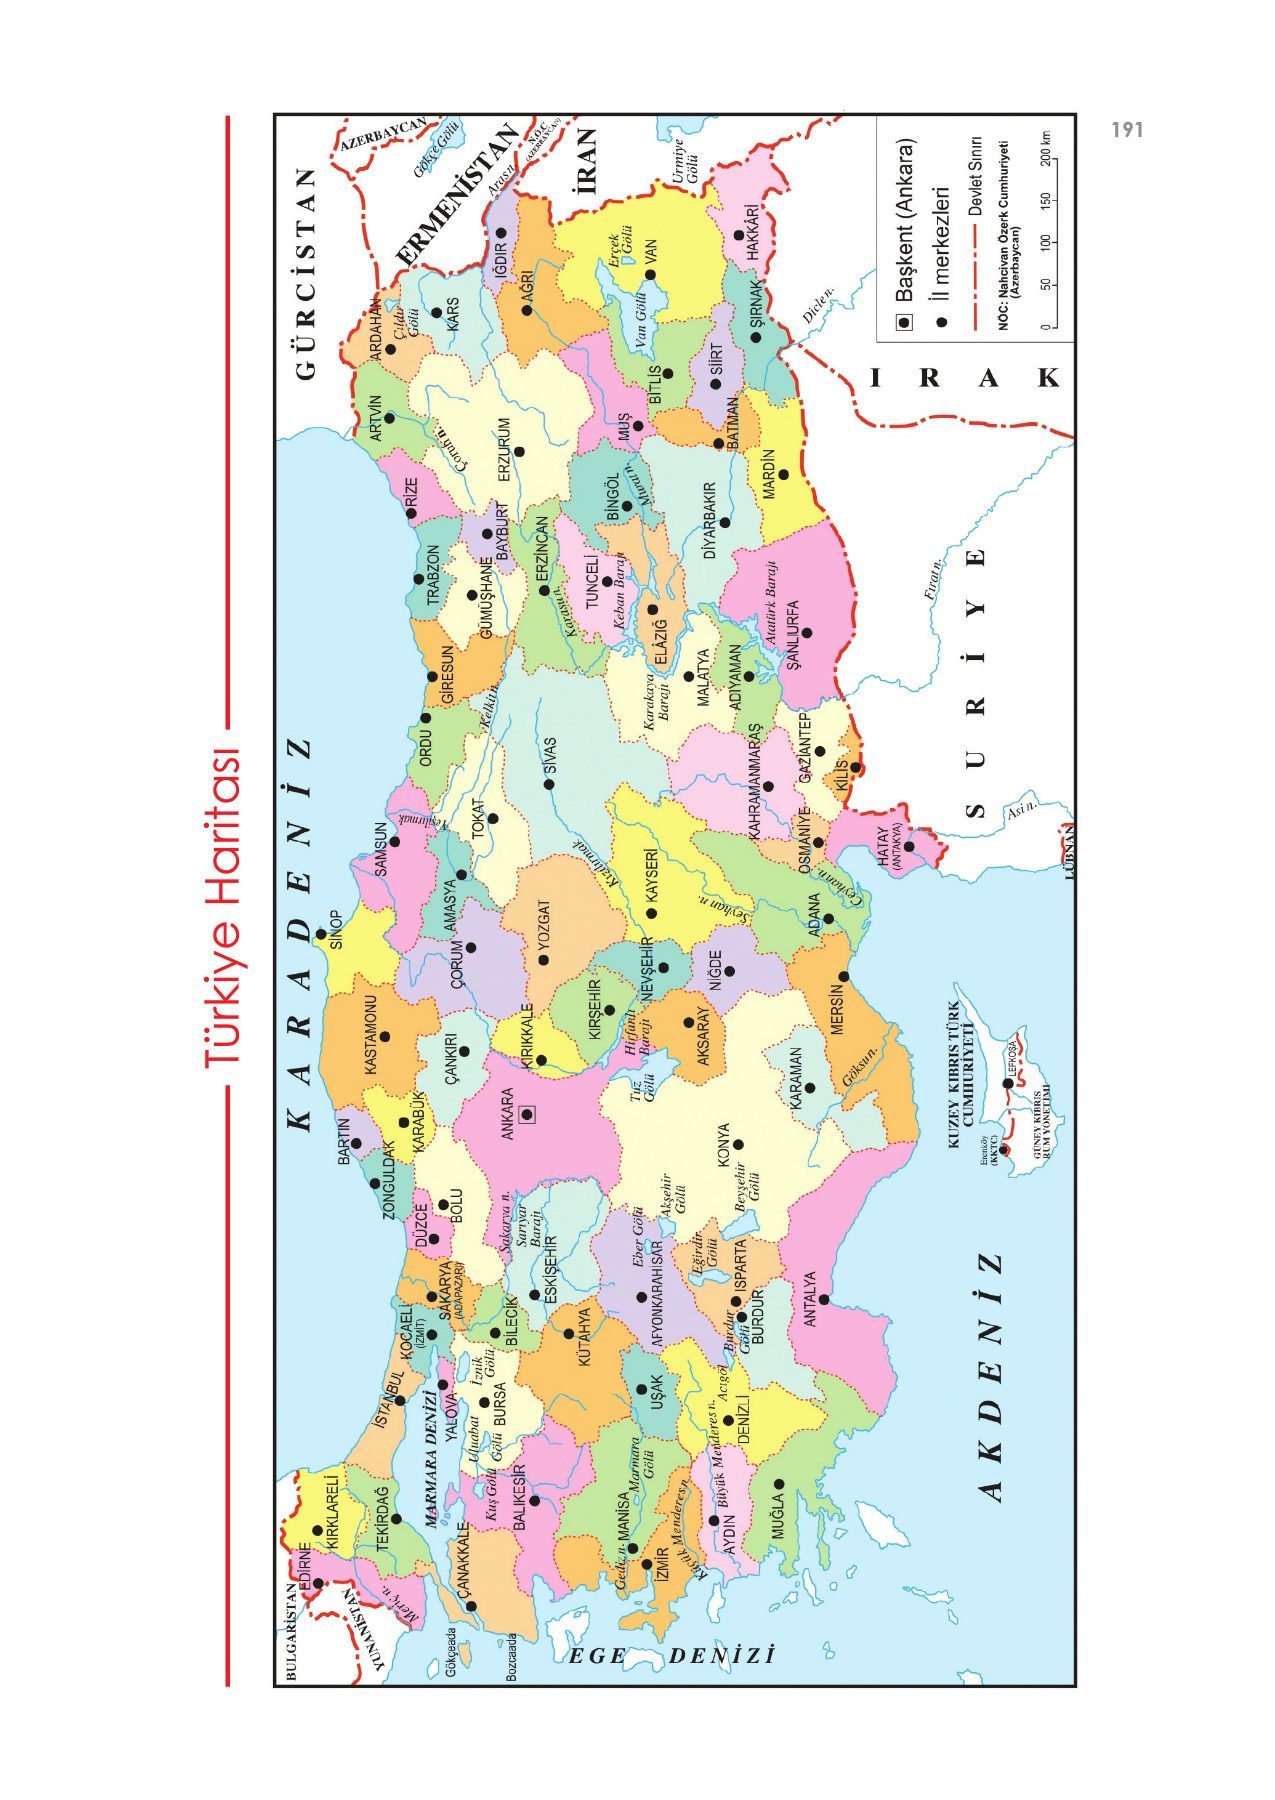 191
Türkiye Haritası
BULGARİSTAN
YUNANİSTAN
GÜRCİSTAN
ERMENİSTAN
AZERBAYCAN
N.Ö.C.
(AZERBAYCAN)
İRAN
IRAK
SURİYE
LÜBNAN
KARADENİZ
MARMARA DENİZİ
EGE DENİZİ
AKDENİZ
EDİRNE
KIRKLARELİ
TEKİRDAĞ
İSTANBUL
KOCAELİ
(İZMİT)
YALOVA
SAKARYA
(ADAPAZARI)
DÜZCE
BOLU
ZONGULDAK
BARTIN
KARABÜK
KASTAMONU
ÇANKIRI
SİNOP
SAMSUN
ÇORUM
AMASYA
TOKAT
ORDU
GİRESUN
TRABZON
GÜMÜŞHANE
BAYBURT
RİZE
ARTVİN
ARDAHAN
KARS
IĞDIR
AĞRI
ERZURUM
ERZİNCAN
TUNCELİ
BİNGÖL
MUŞ
BİTLİS
VAN
HAKKÂRİ
ŞIRNAK
SİİRT
BATMAN
MARDİN
DİYARBAKIR
ELÂZIĞ
MALATYA
ADIYAMAN
ŞANLIURFA
GAZİANTEP
KİLİS
KAHRAMANMARAŞ
OSMANİYE
HATAY
(ANTAKYA)
ADANA
MERSİN
SİVAS
KAYSERİ
YOZGAT
NEVŞEHİR
NİĞDE
KIRŞEHİR
KIRIKKALE
AKSARAY
ANKARA
KONYA
KARAMAN
ESKİŞEHİR
BİLECİK
BURSA
KÜTAHYA
AFYONKARAHİSAR
ISPARTA
BURDUR
ANTALYA
UŞAK
DENİZLİ
MUĞLA
AYDIN
İZMİR
MANİSA
BALIKESİR
ÇANAKKALE
Gökçeada
Bozcaada
Meriç n.
Kuş Gölü
Uluabat
Gölü
İznik
Gölü
Marmara
Gölü
Gediz n.
Küçük Menderes n.
Büyük Menderes n.
Acıgöl
Burdur
Gölü
Eğirdir
Gölü
Eber Gölü
Akşehir
Gölü
Beyşehir
Gölü
Sakarya n.
Sarıyar
Barajı
Tuz
Gölü
Hirfanlı
Barajı
Göksu n.
Seyhan n.
Ceyhan n.
Kızılırmak
Yeşilırmak
Kelkit n.
Karasu n.
Çoruh n.
Murat n.
Keban Barajı
Karakaya
Barajı
Atatürk Barajı
Çıldır
Gölü
Aras n.
Gökçe Gölü
Van Gölü
Erçek
Gölü
Urmiye
Gölü
Dicle n.
Fırat n.
Asi n.
KUZEY KIBRIS TÜRK
CUMHURİYETİ
LEFKOŞA
Erenköy
(KKTC)
GÜNEY KIBRIS
RUM YÖNETİMİ
Başkent (Ankara)
İl merkezleri
Devlet Sınırı
NÖC: Nahcivan Özerk Cumhuriyeti
(Azerbaycan)
0 50 100 150 200 km